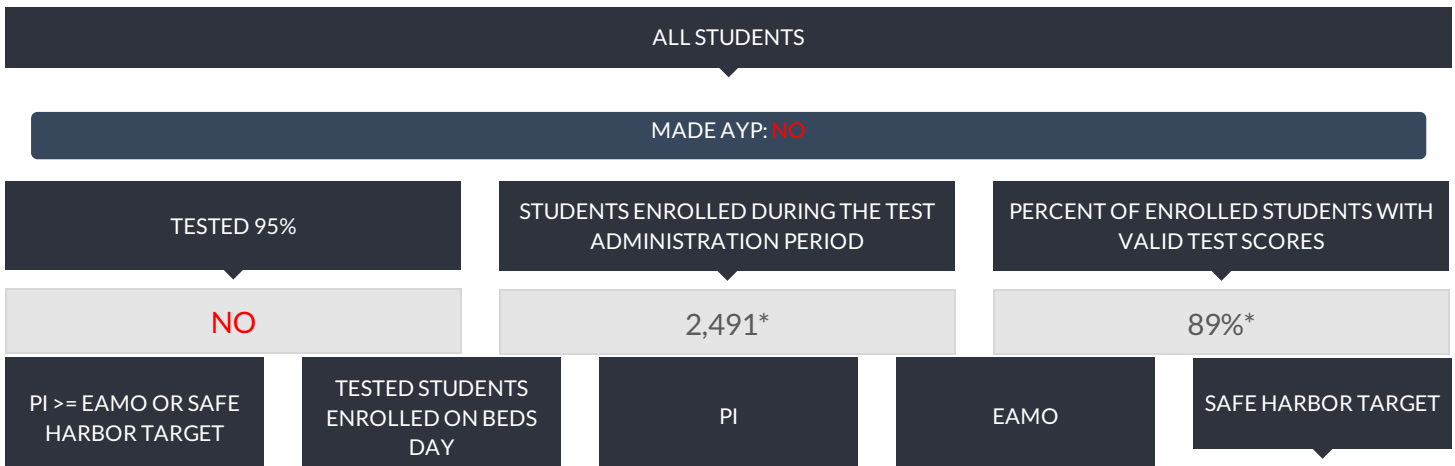 ALL STUDENTS
MADE AYP: NO
TESTED 95%
STUDENTS ENROLLED DURING THE TEST
ADMINISTRATION PERIOD
PERCENT OF ENROLLED STUDENTS WITH
VALID TEST SCORES
NO
2,491*
89%*
PI >= EAMO OR SAFE
HARBOR TARGET
TESTED STUDENTS
ENROLLED ON BEDS
DAY
PI
EAMO
SAFE HARBOR TARGET